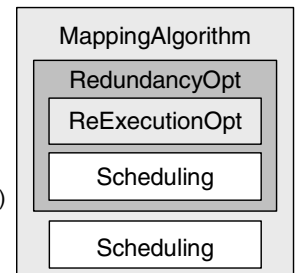 MappingAlgorithm
RedundancyOpt
ReExecutionOpt
Scheduling
)
Scheduling